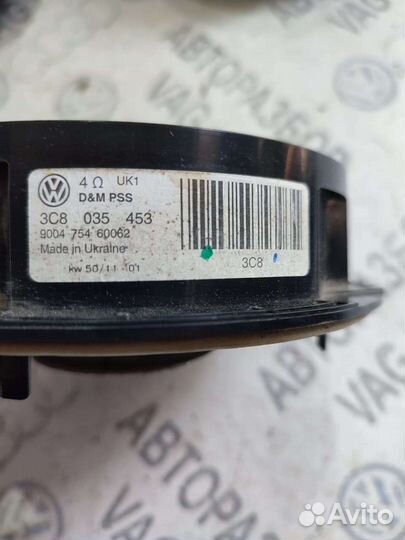 4 Ω UK1
D&M PSS
3C8 035 453
9004 754 60062
Made in Ukraine
kw 50/11 101
3C8
АВТОРАЗБОР
VAG
VAG
АВТОРАЗБОР
VAG
Avito